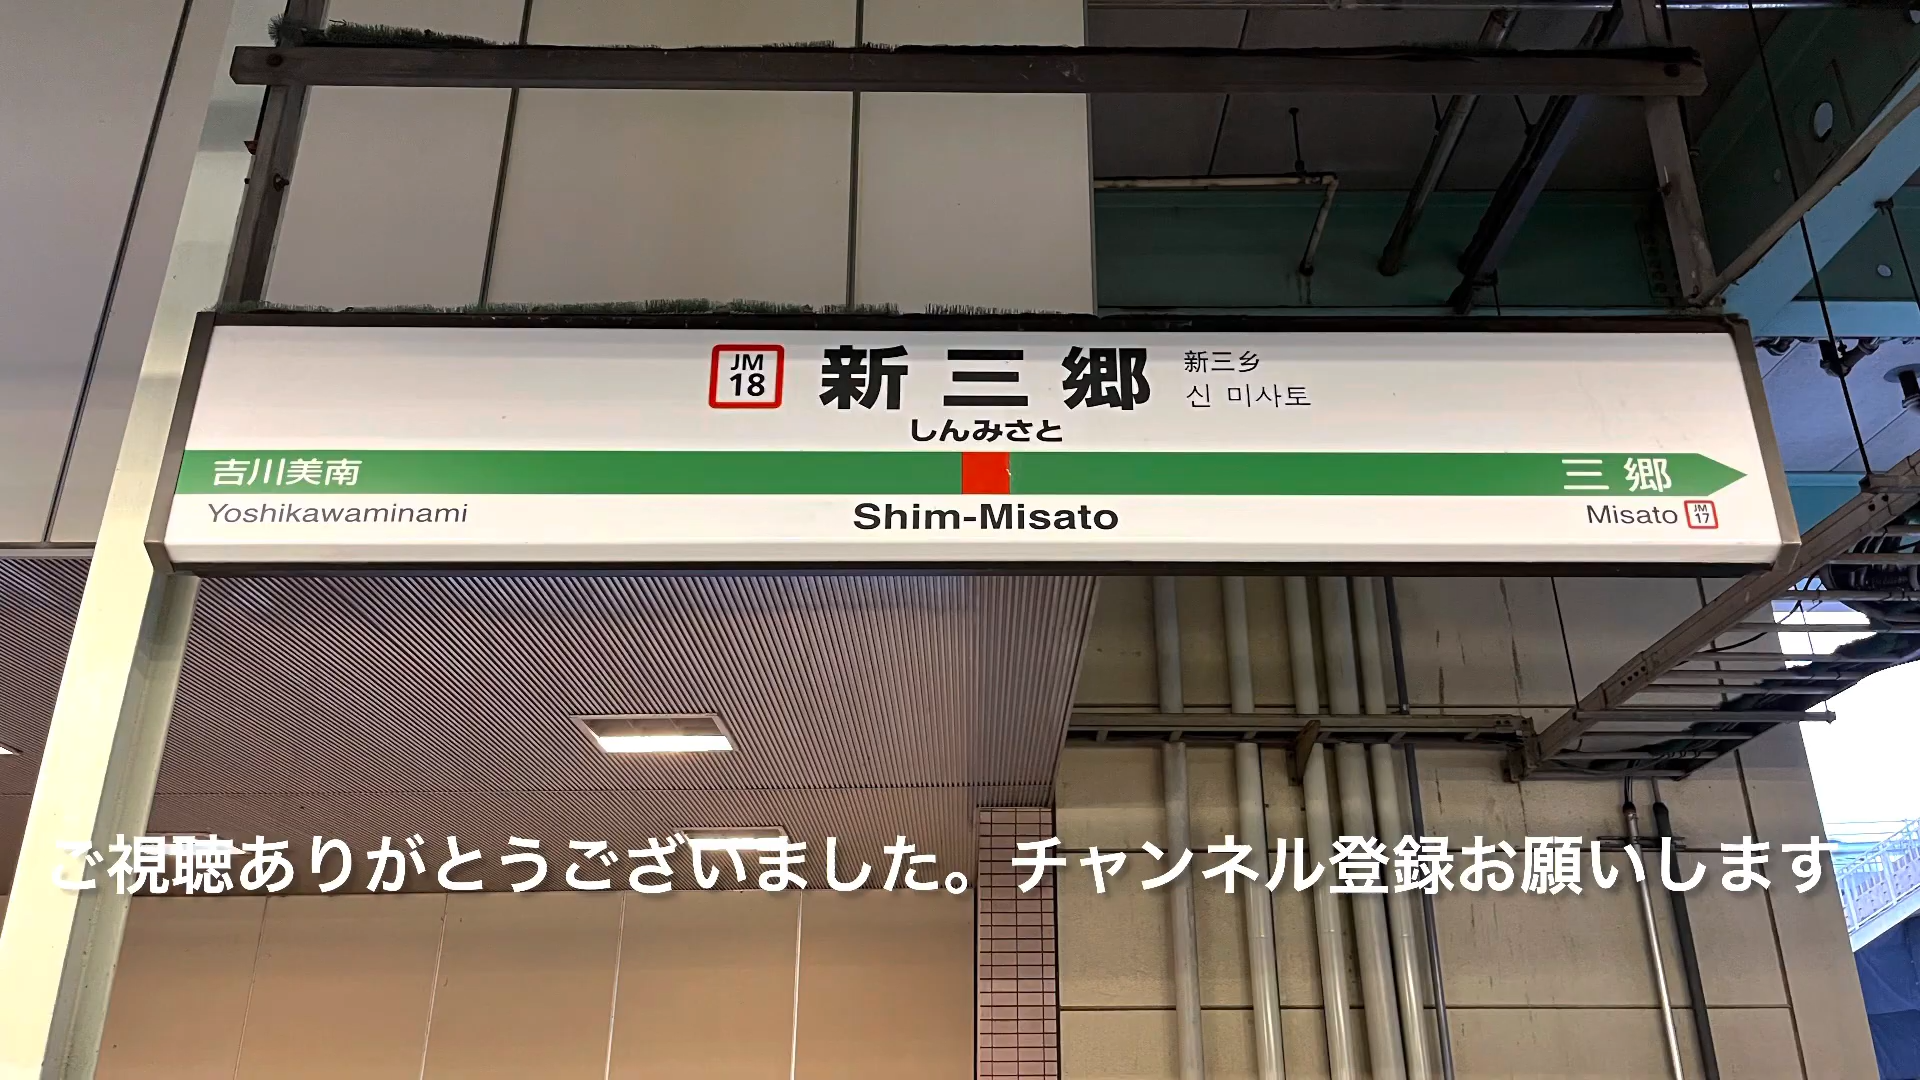 JM
18
新三郷
新三乡
신 미사토
しんみさと
吉川美南
三郷
Yoshikawaminami
Shim-Misato
Misato
JM
17
ご視聴ありがとうございました。チャンネル登録お願いします